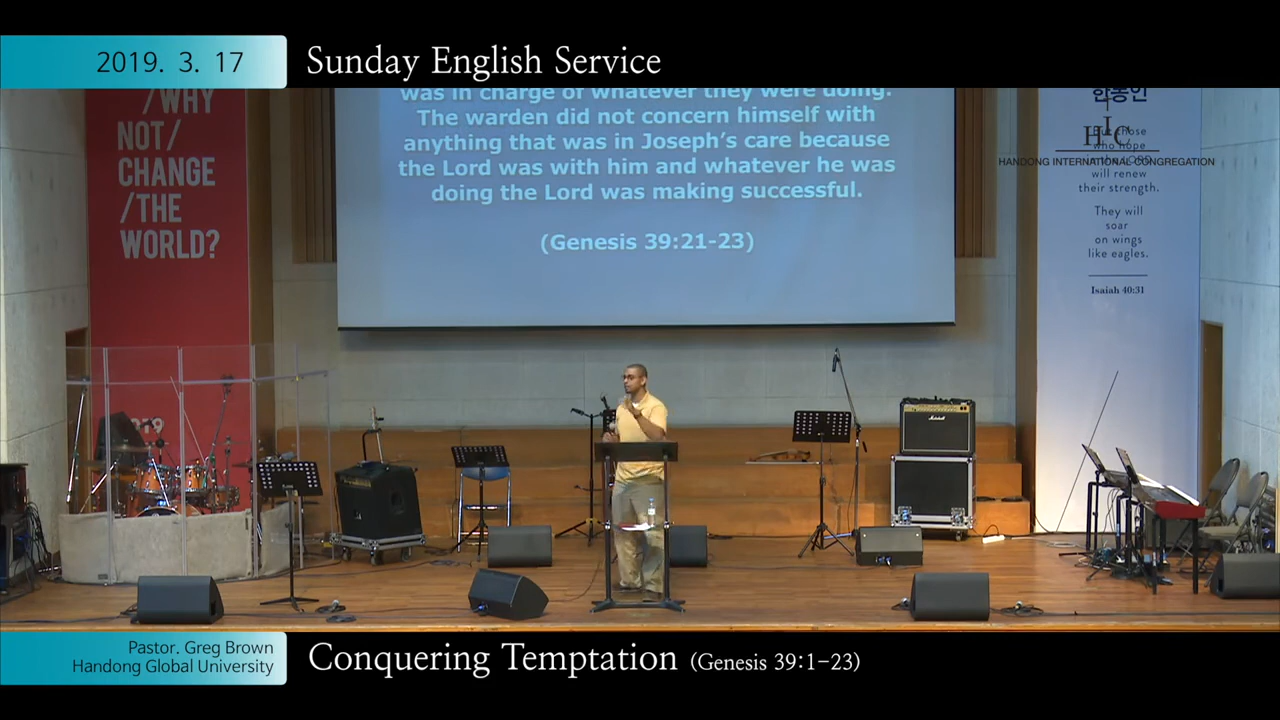 2019. 3. 17
Sunday English Service
/WHY
NOT/
CHANGE
/THE
WORLD?
was in charge of whatever they were doing.
The warden did not concern himself with
anything that was in Joseph's care because
the Lord was with him and whatever he was
doing the Lord was making successful.
(Genesis 39:21-23)
한동인
HIC
HANDONG INTERNATIONAL CONGREGATION
But those
who hope
will renew
their strength.
They will
soar
on wings
like eagles.
Isaiah 40:31
Marshall
Pastor. Greg Brown
Handong Global University
Conquering Temptation (Genesis 39:1-23)